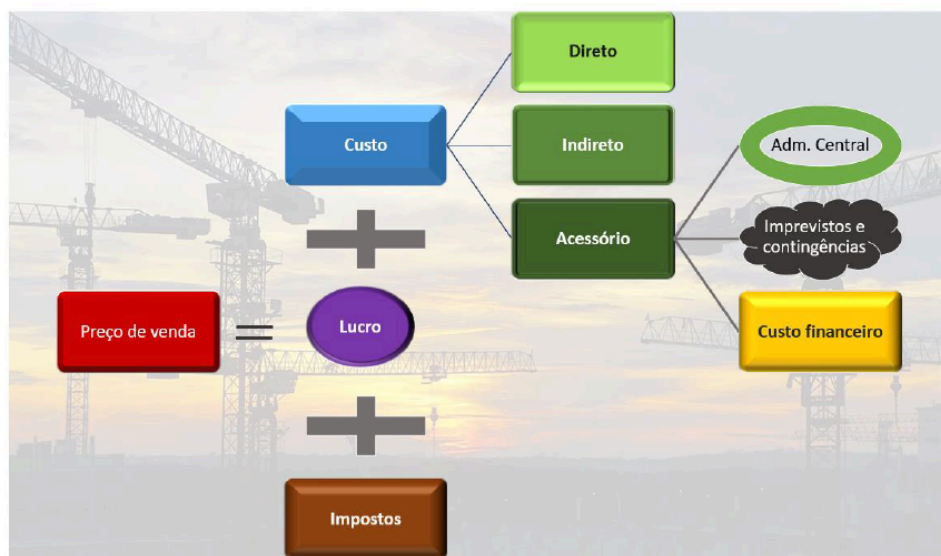 Direto
Custo
Indireto
Adm. Central
Acessório
Imprevistos e
contingências
Preço de venda
=
Lucro
Custo financeiro
Impostos